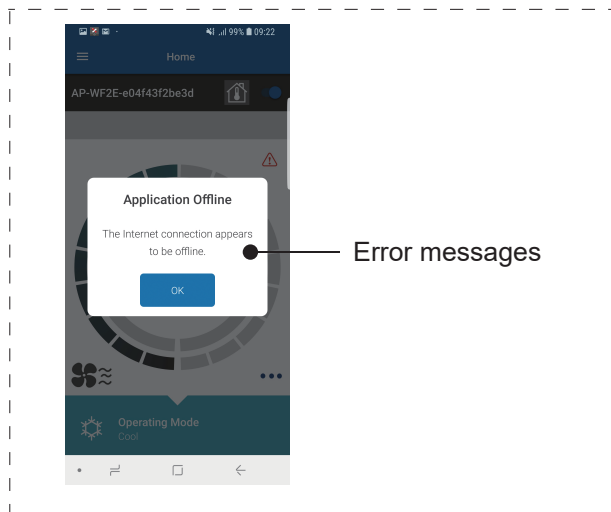 99% 09:22
Home
AP-WF2E-e04f43f2be3d
Application Offline
The Internet connection appears
to be offline.
Error messages
OK
Operating Mode
Cool